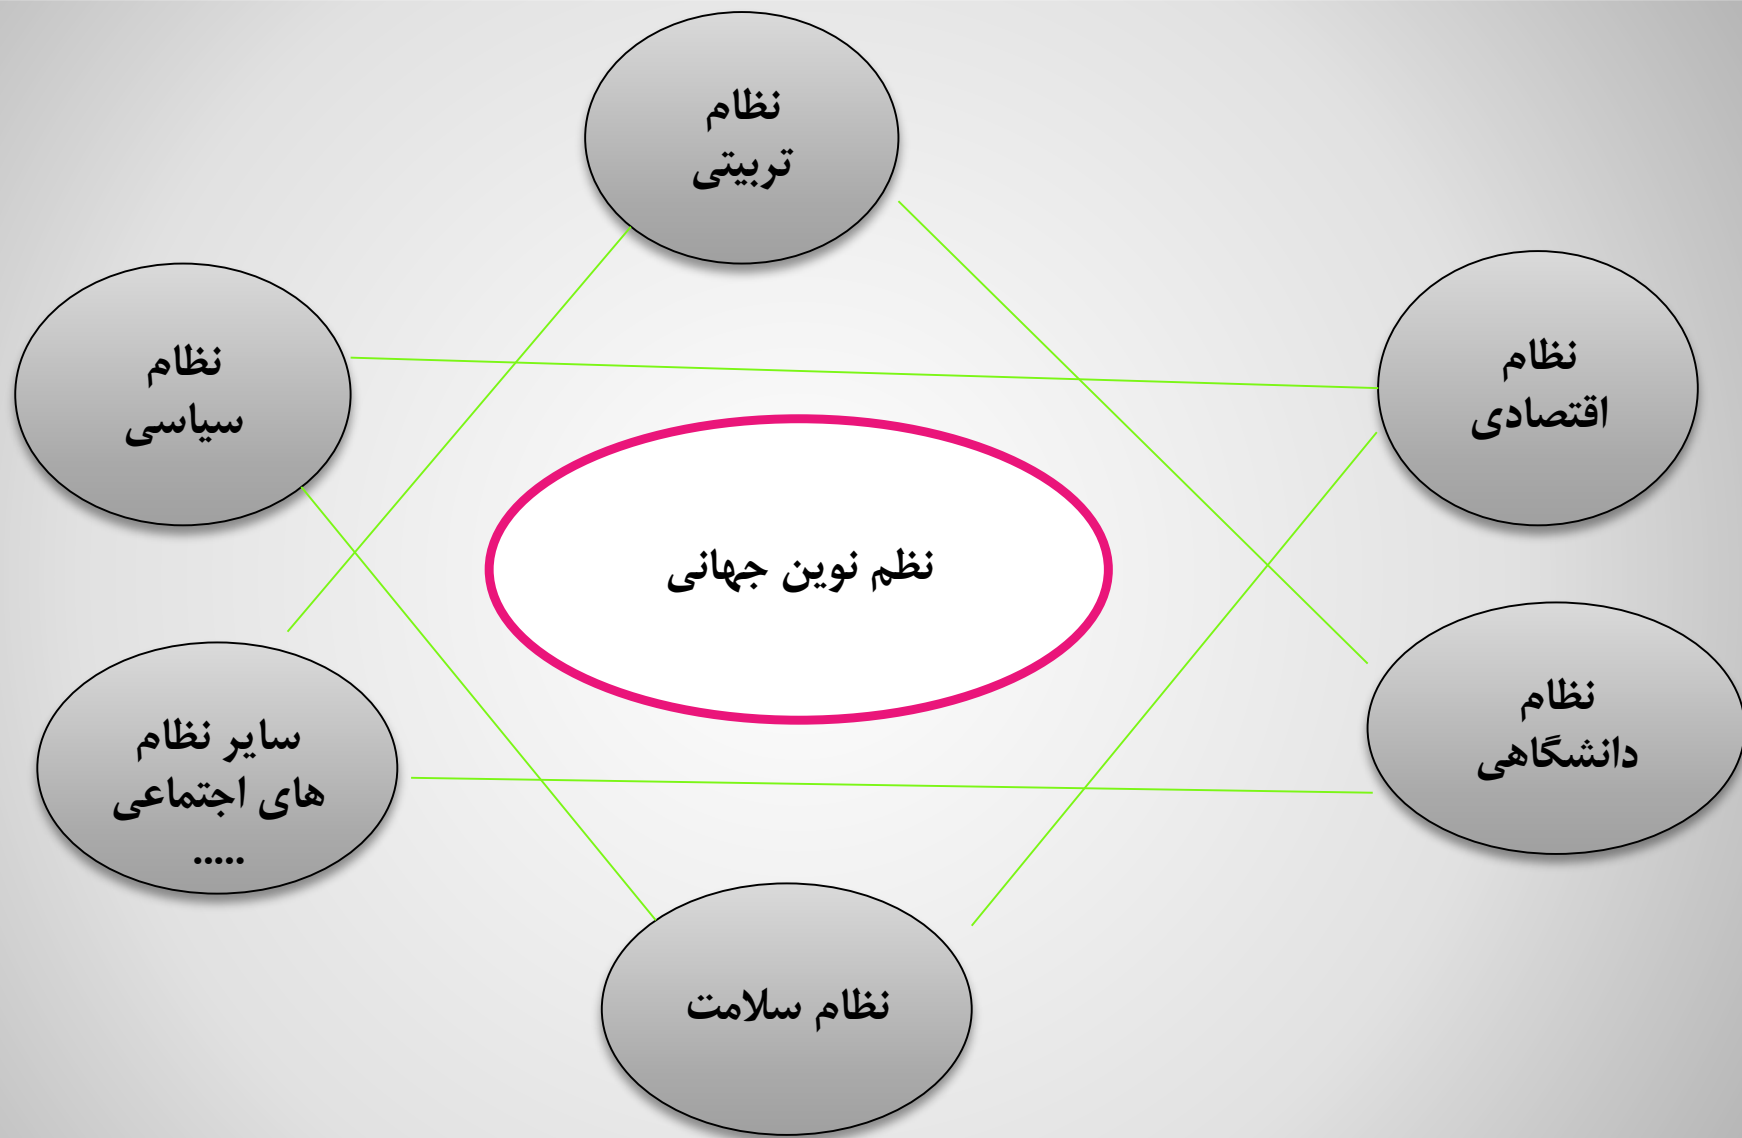 نظام
تربیتی
نظام
اقتصادی
نظام
سیاسی
نظم نوین جهانی
نظام
دانشگاهی
سایر نظام
های اجتماعی
.....
نظام سلامت